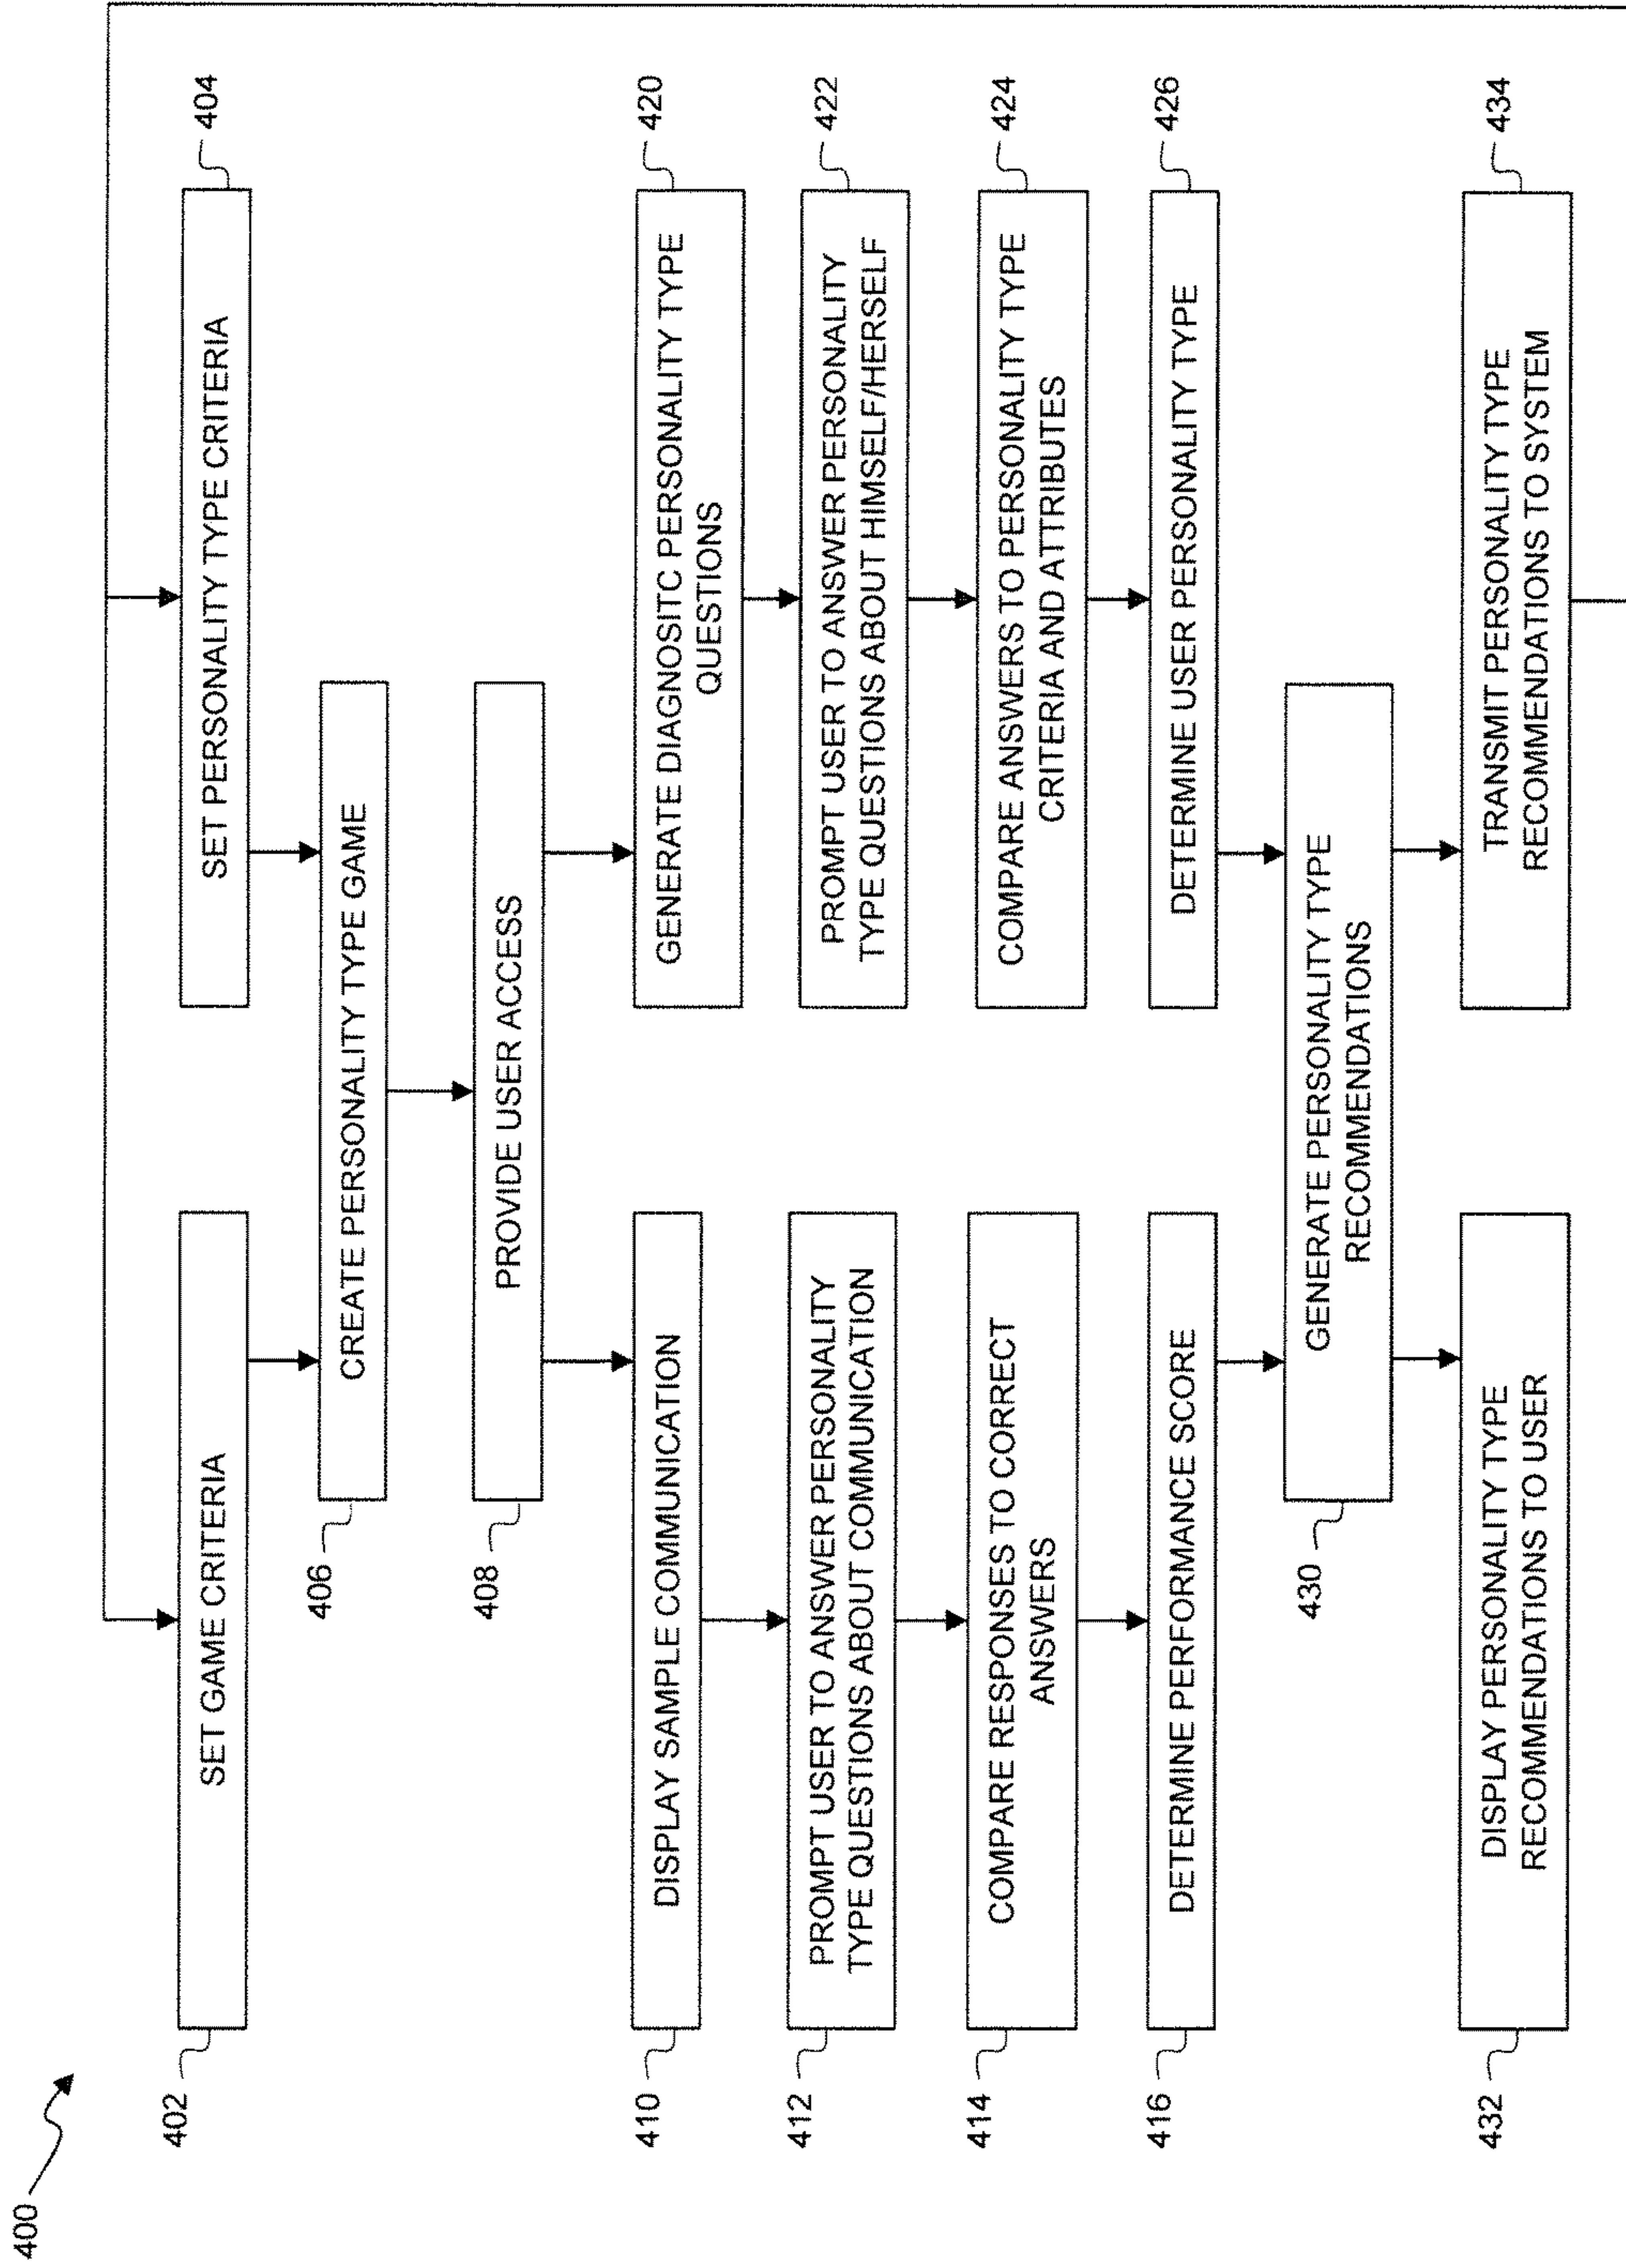 400
402
SET GAME CRITERIA
SET PERSONALITY TYPE CRITERIA
404
406
CREATE PERSONALITY TYPE GAME
408
PROVIDE USER ACCESS
410
DISPLAY SAMPLE COMMUNICATION
GENERATE DIAGNOSITC PERSONALITY TYPE
QUESTIONS
420
412
PROMPT USER TO ANSWER PERSONALITY
TYPE QUESTIONS ABOUT COMMUNICATION
PROMPT USER TO ANSWER PERSONALITY
TYPE QUESTIONS ABOUT HIMSELF/HERSELF
422
414
COMPARE RESPONSES TO CORRECT
ANSWERS
COMPARE ANSWERS TO PERSONALITY TYPE
CRITERIA AND ATTRIBUTES
424
416
DETERMINE PERFORMANCE SCORE
DETERMINE USER PERSONALITY TYPE
426
430
GENERATE PERSONALITY TYPE
RECOMMENDATIONS
432
DISPLAY PERSONALITY TYPE
RECOMMENDATIONS TO USER
TRANSMIT PERSONALITY TYPE
RECOMMENDATIONS TO SYSTEM
434